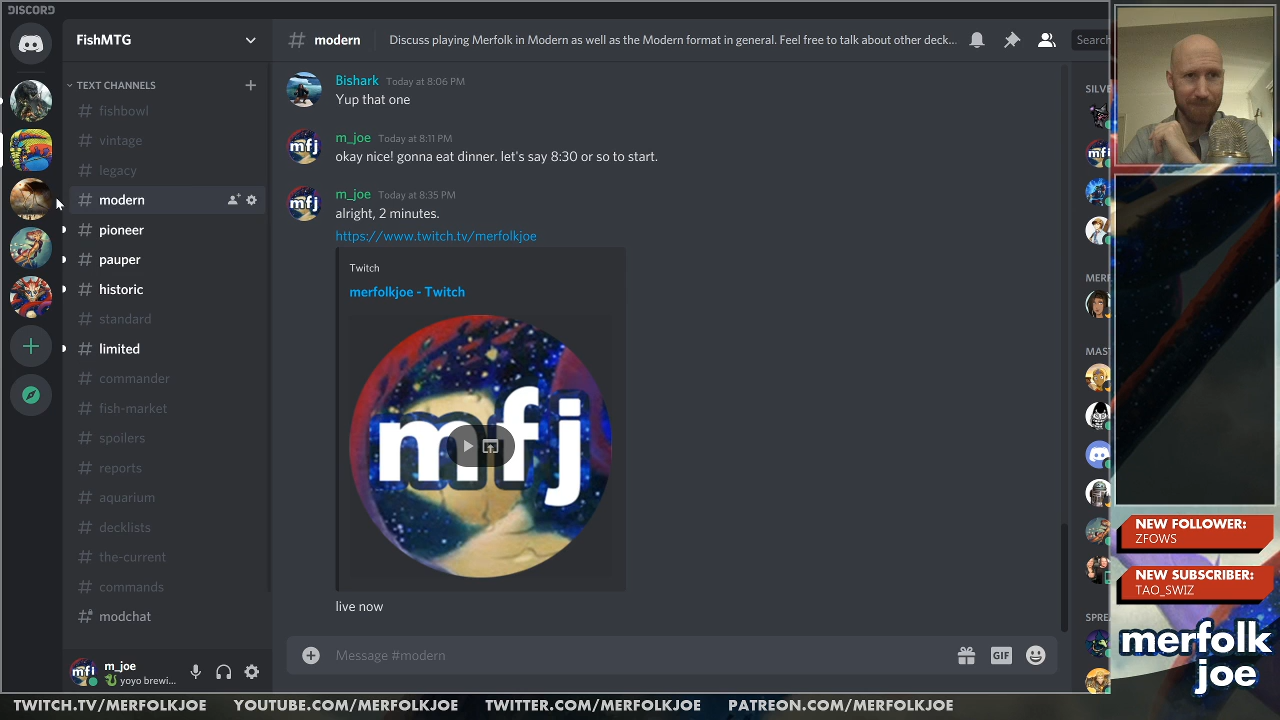 DISCORD
FishMTG
TEXT CHANNELS
# fishbowl
# vintage
# legacy
# modern
# pioneer
# pauper
# historic
# standard
# limited
# commander
# fish-market
# spoilers
# reports
# aquarium
# decklists
# the-current
# commands
# modchat
m_joe
yoyo brewi...
# modern
Discuss playing Merfolk in Modern as well as the Modern format in general. Feel free to talk about other deck...
Search
Bishark Today at 8:06 PM
Yup that one
m_joe Today at 8:11 PM
okay nice! gonna eat dinner. let's say 8:30 or so to start.
m_joe Today at 8:35 PM
alright, 2 minutes.
https://www.twitch.tv/merfolkjoe
Twitch
merfolkjoe - Twitch
mfj
live now
Message #modern
GIF
SILVE
MERF
MAST
SPRE
NEW FOLLOWER:
ZFOWS
NEW SUBSCRIBER:
TAO_SWIZ
merfolk
joe
TWITCH.TV/MERFOLKJOE YOUTUBE.COM/MERFOLKJOE TWITTER.COM/MERFOLKJOE PATREON.COM/MERFOLKJOE